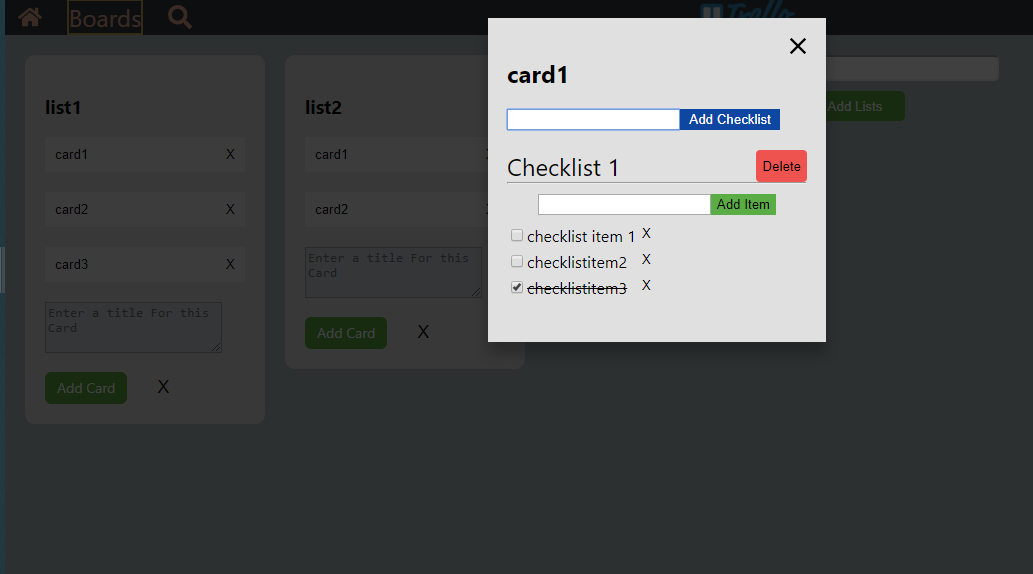 Boards
Trello
list1
card1 X
card2 X
card3 X
Enter a title For this
Card
Add Card X
list2
card1
card2
Enter a title For this
Card
Add Card X
Add Lists
card1
Add Checklist
Checklist 1
Delete
Add Item
checklist item 1 X
checklistitem2 X
checklistitem3 X